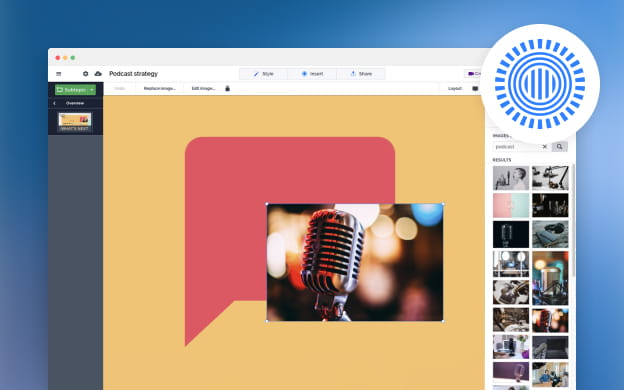 Podcast strategy
Style
Insert
Share
Subtopic
Undo
Replace image...
Edit image...
Layout
Overview
WHAT'S NEXT
IMAGES
podcast
RESULTS